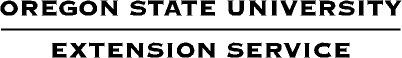 OREGON STATE UNIVERSITY
EXTENSION SERVICE